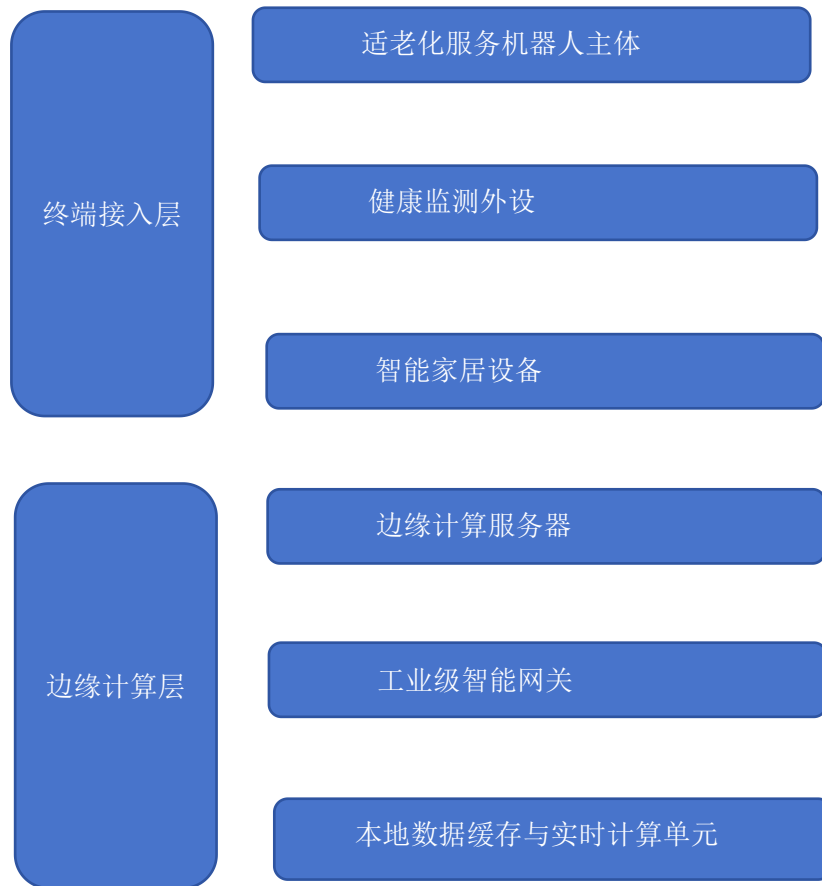 终端接入层
适老化服务机器人主体
健康监测外设
智能家居设备
边缘计算层
边缘计算服务器
工业级智能网关
本地数据缓存与实时计算单元